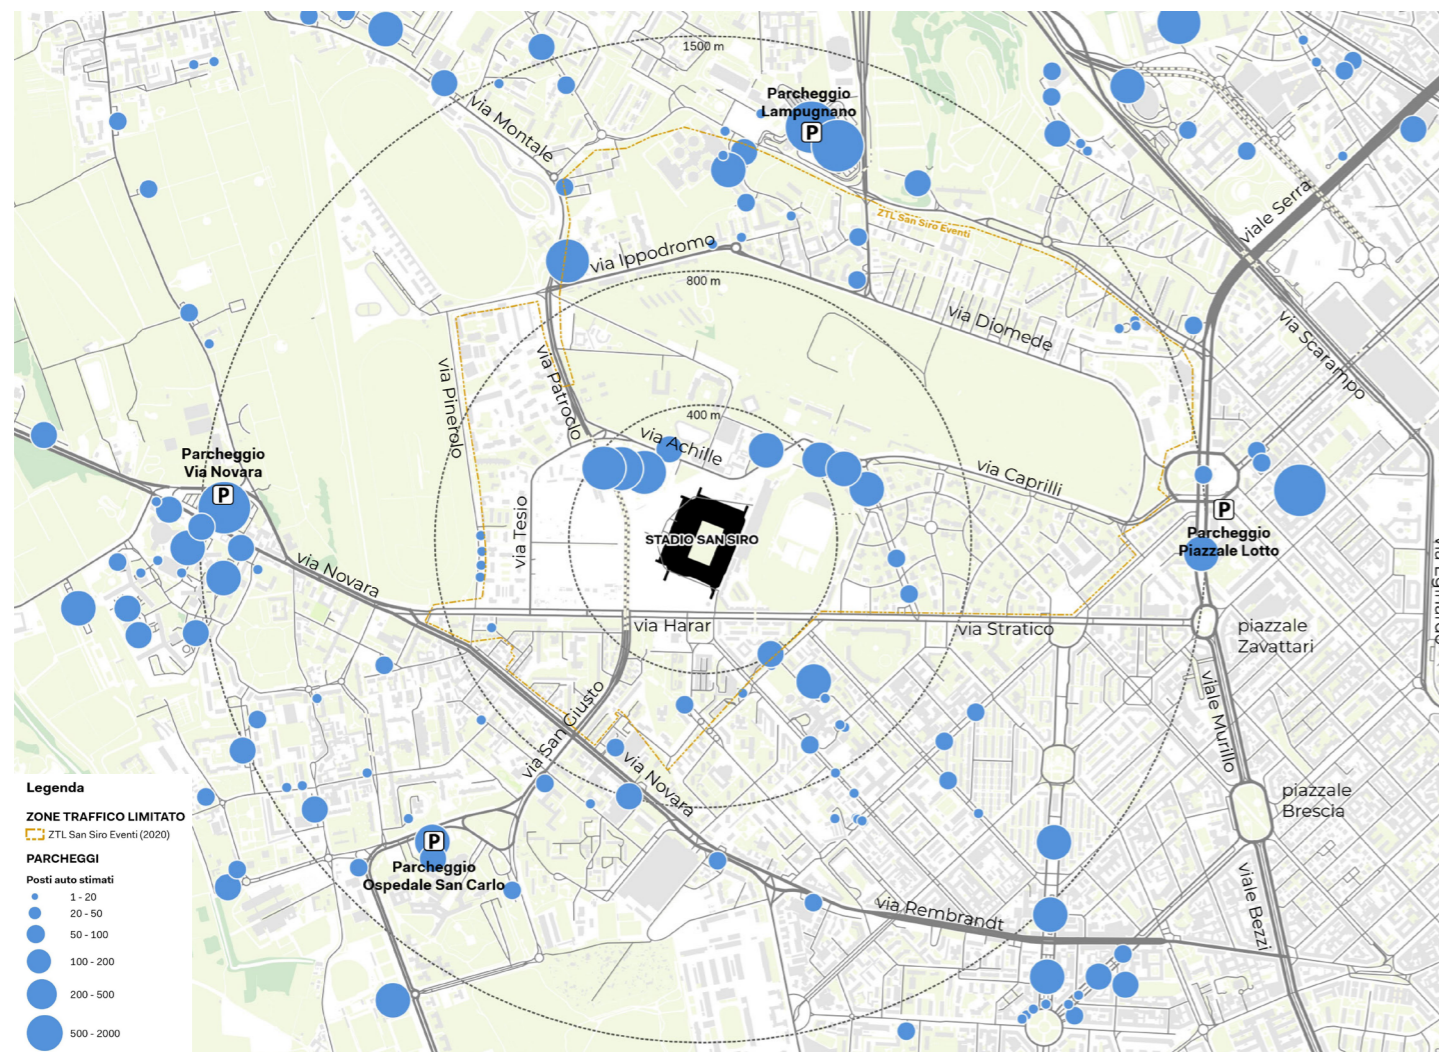 1500 m
Parcheggio
Lampugnano
P
via Montale
viale Serra
ZTL San Siro Eventi
via Ippodromo
800 m
via Diomede
via Scarampo
via Pinerolo
via Patroclo
400 m
via Achille
Parcheggio
Via Novara
P
via Caprilli
via Tesio
P
Parcheggio
Piazzale Lotto
STADIO SAN SIRO
via Novara
via Harar
via Stratico
piazzale
Zavattari
viale Murillo
via San Giusto
via Novara
piazzale
Brescia
P
Parcheggio
Ospedale San Carlo
via Rembrandt
viale Bezzi
Legenda
ZONE TRAFFICO LIMITATO
ZTL San Siro Eventi (2020)
PARCHEGGI
Posti auto stimati
1 - 20
20 - 50
50 - 100
100 - 200
200 - 500
500 - 2000